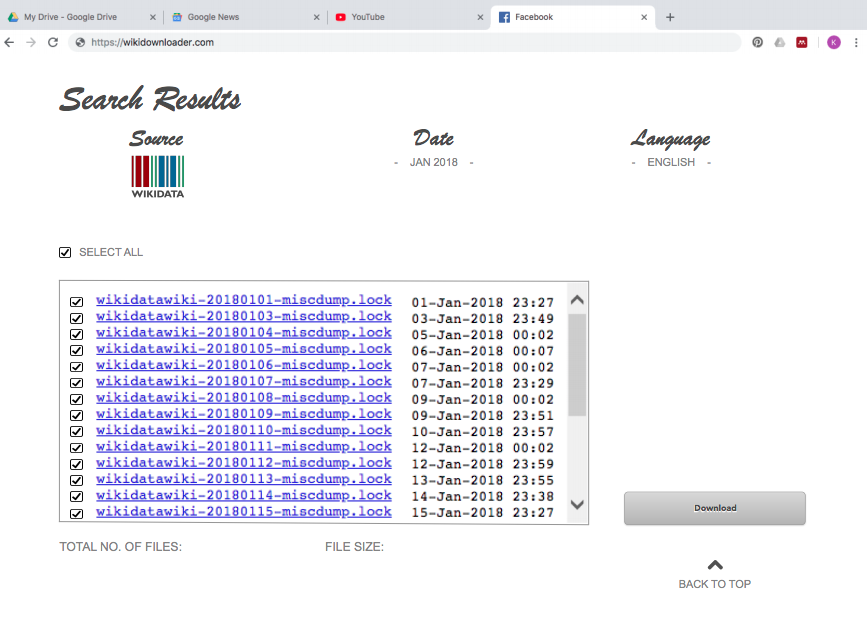 My Drive - Google Drive Google News YouTube Facebook
https://wikidownloader.com K
Search Results
Source Date Language
- JAN 2018 - - ENGLISH -
WIKIDATA
SELECT ALL
wikidatawiki-20180101-miscdump.lock 01-Jan-2018 23:27
wikidatawiki-20180103-miscdump.lock 03-Jan-2018 23:49
wikidatawiki-20180104-miscdump.lock 05-Jan-2018 00:02
wikidatawiki-20180105-miscdump.lock 06-Jan-2018 00:07
wikidatawiki-20180106-miscdump.lock 07-Jan-2018 00:02
wikidatawiki-20180107-miscdump.lock 07-Jan-2018 23:29
wikidatawiki-20180108-miscdump.lock 09-Jan-2018 00:02
wikidatawiki-20180109-miscdump.lock 09-Jan-2018 23:51
wikidatawiki-20180110-miscdump.lock 10-Jan-2018 23:57
wikidatawiki-20180111-miscdump.lock 12-Jan-2018 00:02
wikidatawiki-20180112-miscdump.lock 12-Jan-2018 23:59
wikidatawiki-20180113-miscdump.lock 13-Jan-2018 23:55
wikidatawiki-20180114-miscdump.lock 14-Jan-2018 23:38
wikidatawiki-20180115-miscdump.lock 15-Jan-2018 23:27
Download
TOTAL NO. OF FILES: FILE SIZE:
BACK TO TOP